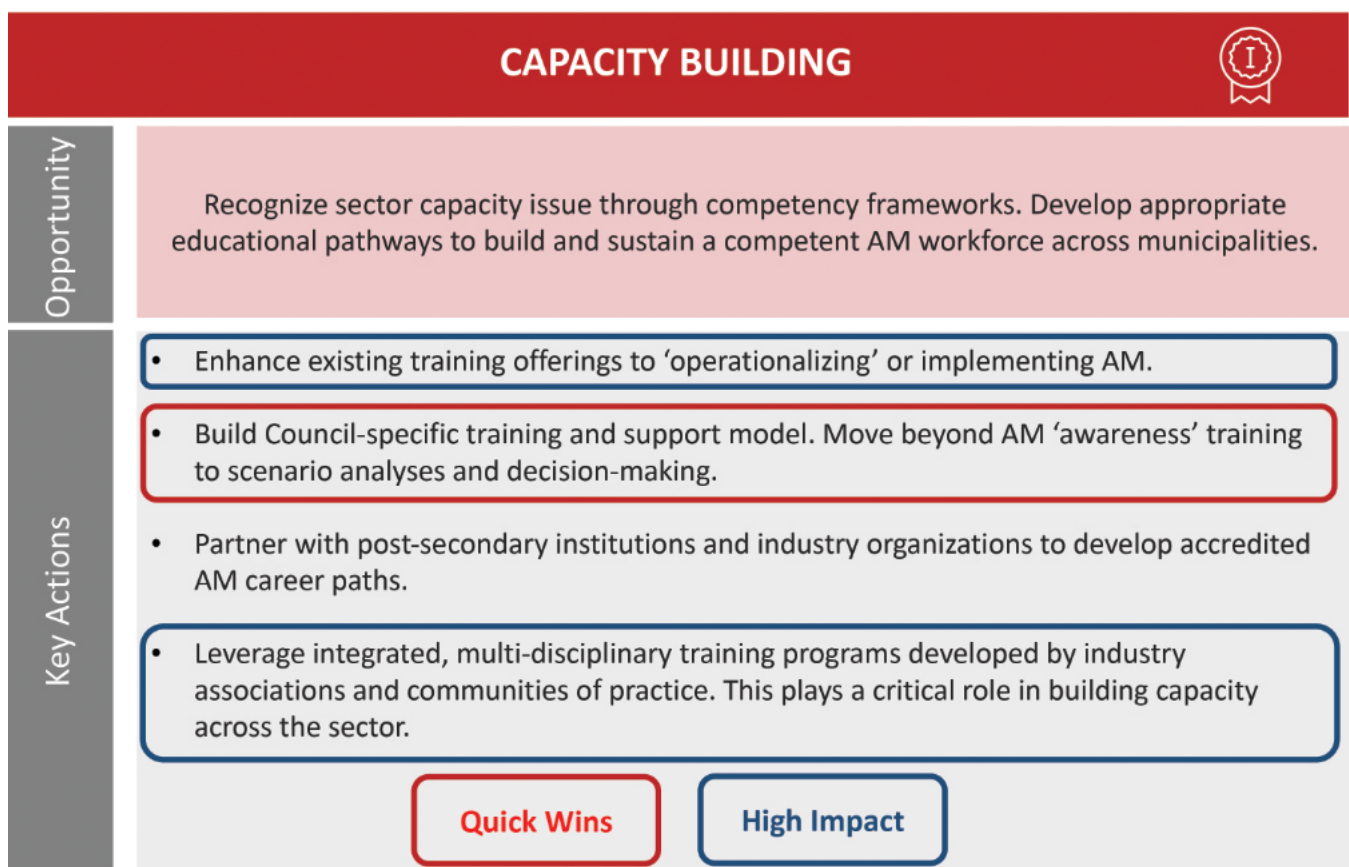 CAPACITY BUILDING
I
Opportunity
Recognize sector capacity issue through competency frameworks. Develop appropriate
educational pathways to build and sustain a competent AM workforce across municipalities.
Key Actions
• Enhance existing training offerings to ‘operationalizing’ or implementing AM.
• Build Council-specific training and support model. Move beyond AM ‘awareness’ training
to scenario analyses and decision-making.
• Partner with post-secondary institutions and industry organizations to develop accredited
AM career paths.
• Leverage integrated, multi-disciplinary training programs developed by industry
associations and communities of practice. This plays a critical role in building capacity
across the sector.
Quick Wins
High Impact